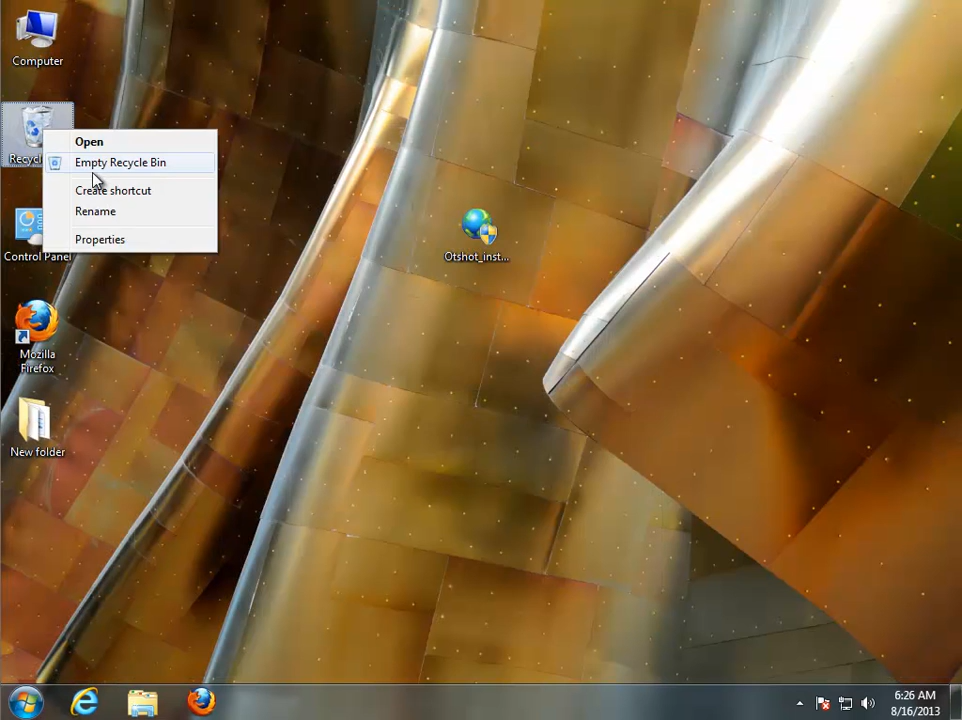 Computer
Open
Recycl
Empty Recycle Bin
Create shortcut
Rename
Properties
Control Panel
Otshot_inst...
Mozilla
Firefox
New folder
6:26 AM
8/16/2013